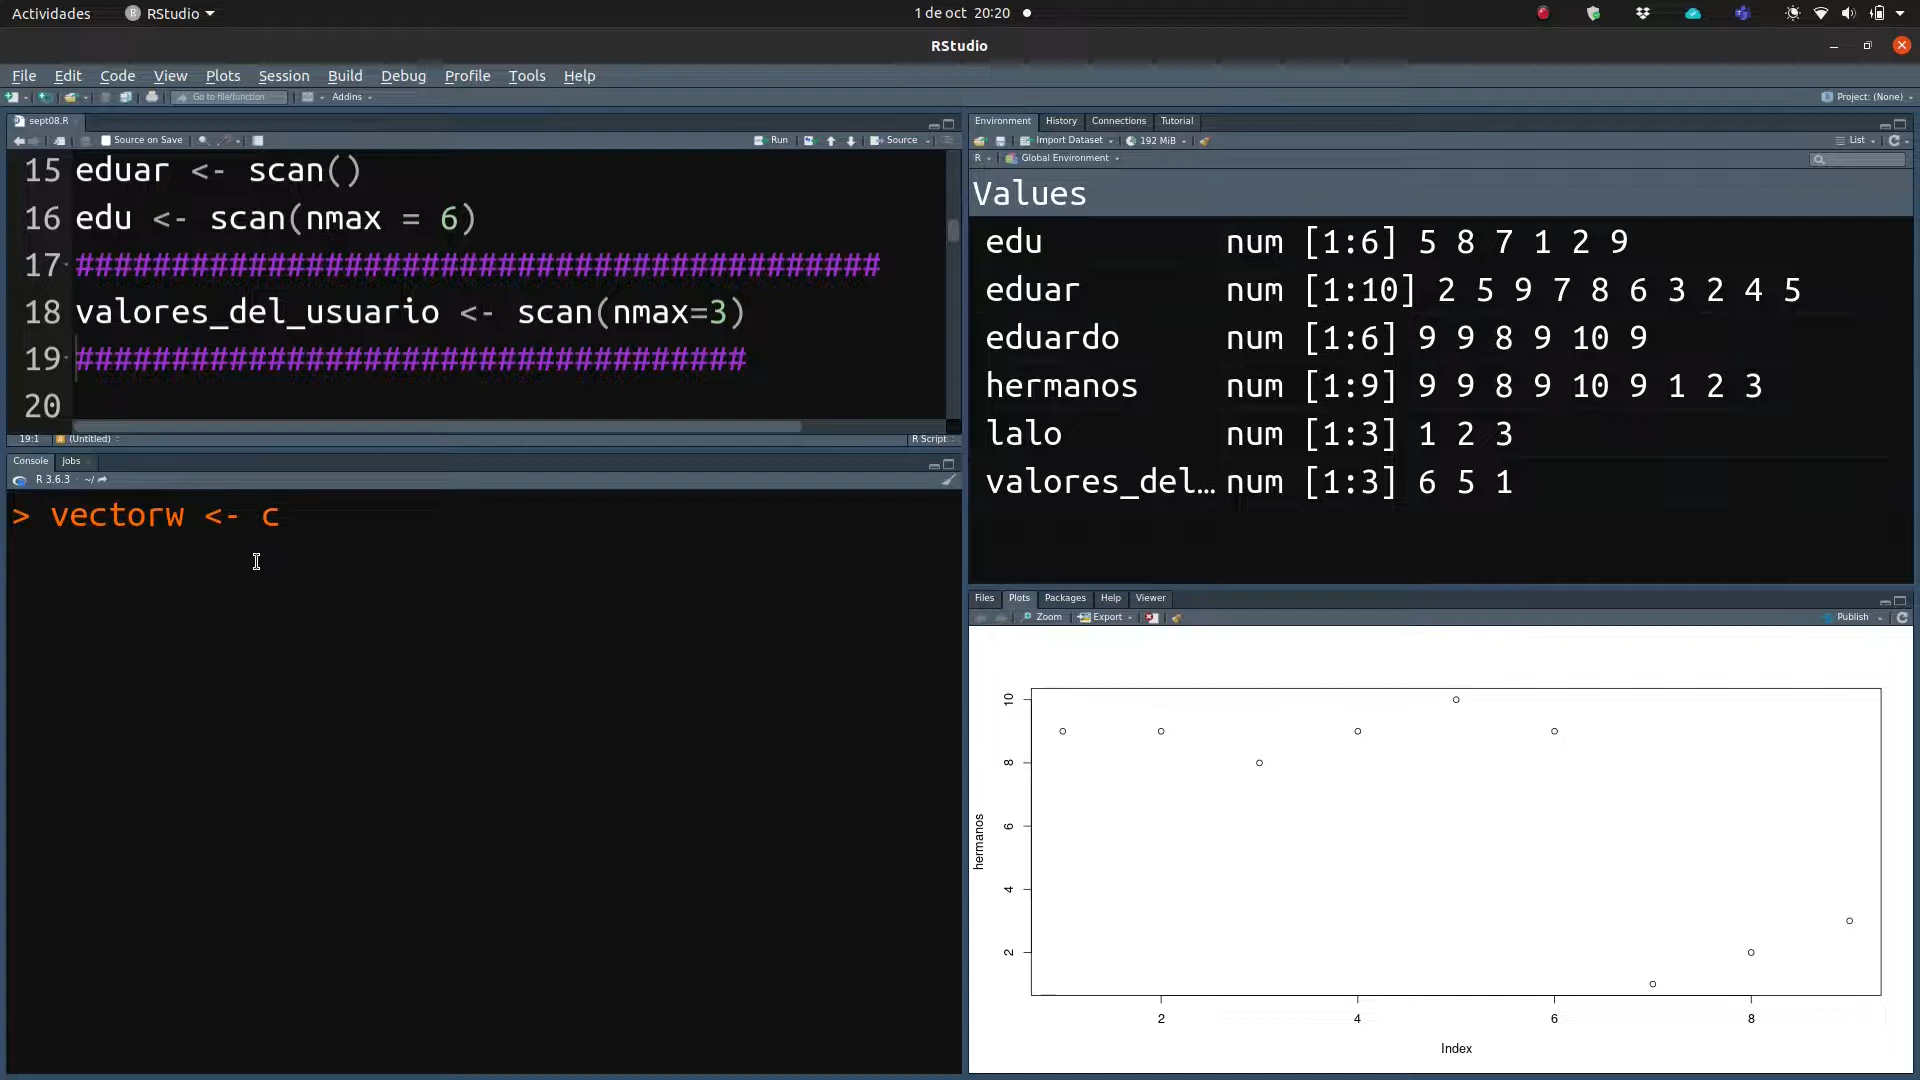 Actividades RStudio 1 de oct 20:20
RStudio
File Edit Code View Plots Session Build Debug Profile Tools Help
Go to file/function Addins Project: (None)
sept08.R
Source on Save Run Source
15 eduar <- scan()
16 edu <- scan(nmax = 6)
17 ##########################################
18 valores_del_usuario <- scan(nmax=3)
19 ###################################
20
19:1 (Untitled) R Script
Console Jobs
R 3.6.3 · ~/
> vectorw <- c
Environment History Connections Tutorial
Import Dataset 192 MiB List
R Global Environment
Values
edu num [1:6] 5 8 7 1 2 9
eduar num [1:10] 2 5 9 7 8 6 3 2 4 5
eduardo num [1:6] 9 9 8 9 10 9
hermanos num [1:9] 9 9 8 9 10 9 1 2 3
lalo num [1:3] 1 2 3
valores_del… num [1:3] 6 5 1
Files Plots Packages Help Viewer
Zoom Export Publish
10
8
6
4
2
hermanos
2 4 6 8
Index